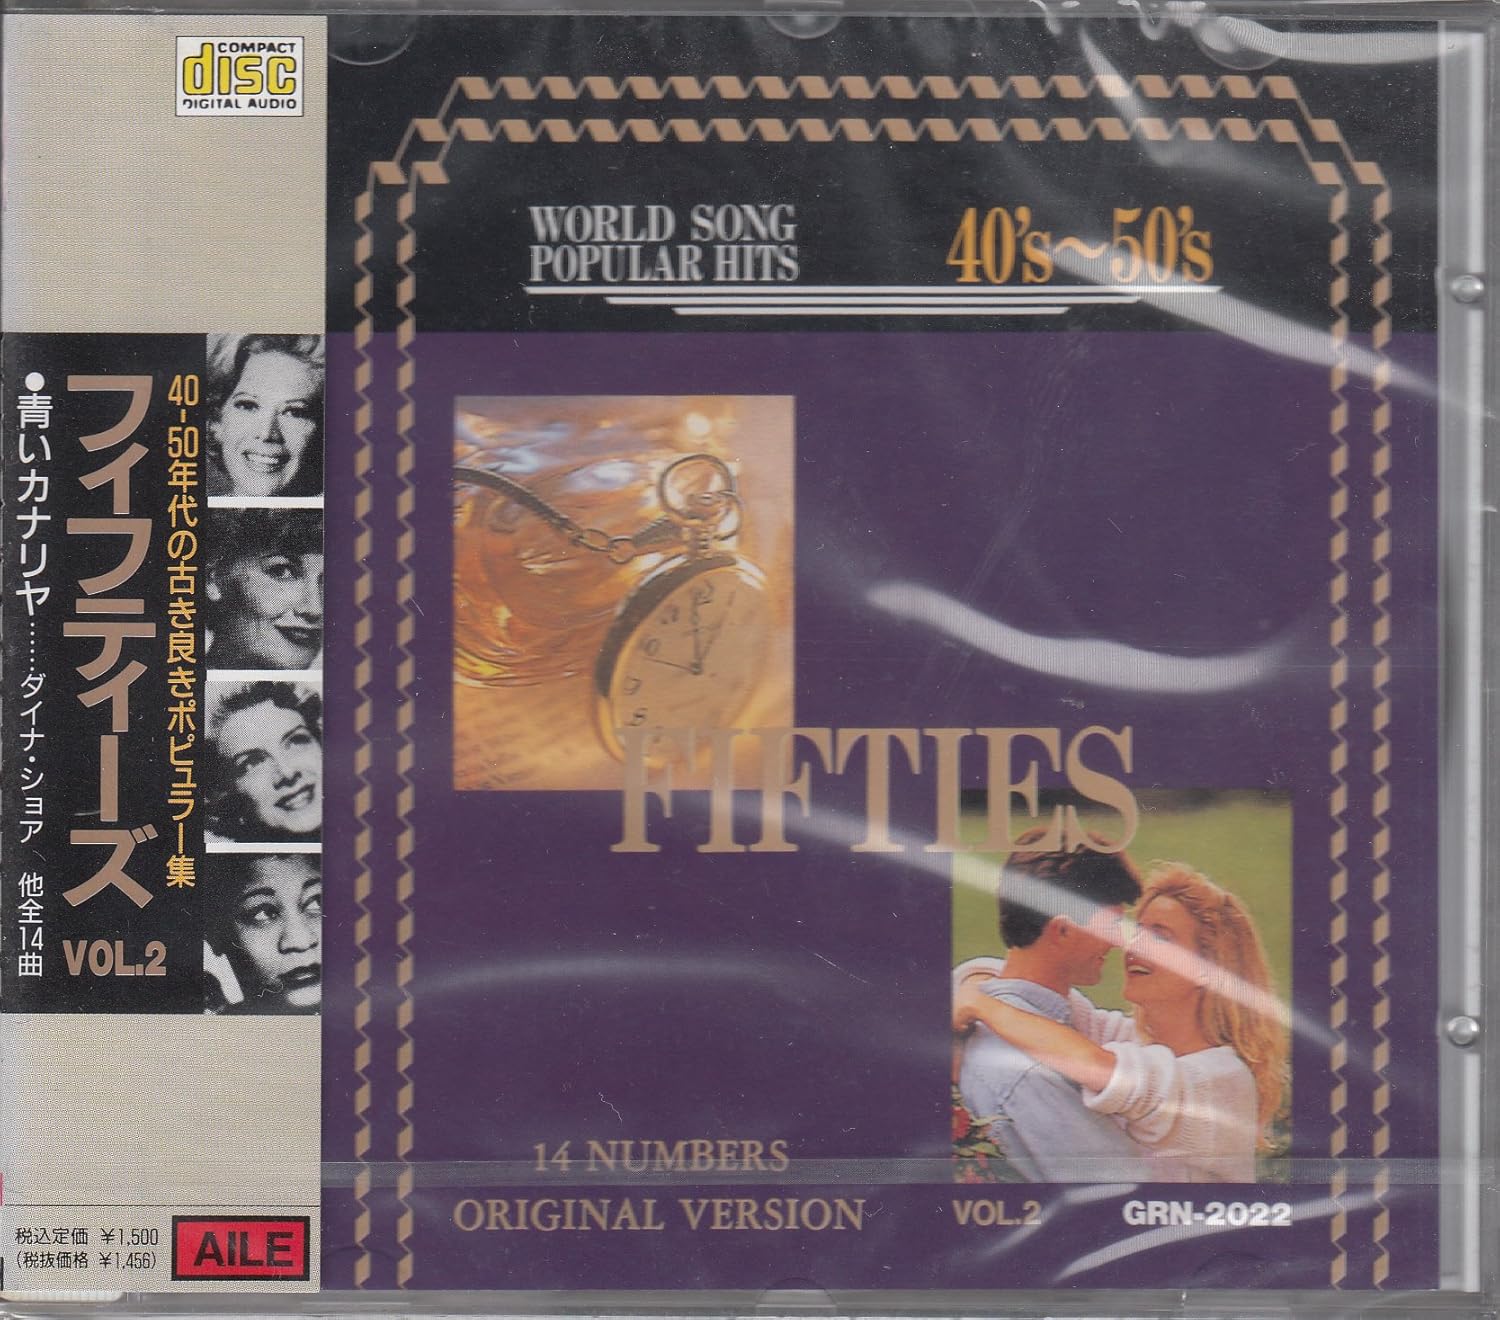 COMPACT
disc
DIGITAL AUDIO
40-50年代の古き良きポピュラー集
フィフティーズ VOL.2
●青いカナリヤ……ダイナ・ショア 他全14曲
税込定価 ¥1,500
(税抜価格 ¥1,456)
AILE
WORLD SONG
POPULAR HITS
40's~50's
FIFTIES
14 NUMBERS
ORIGINAL VERSION
VOL.2
GRN-2022